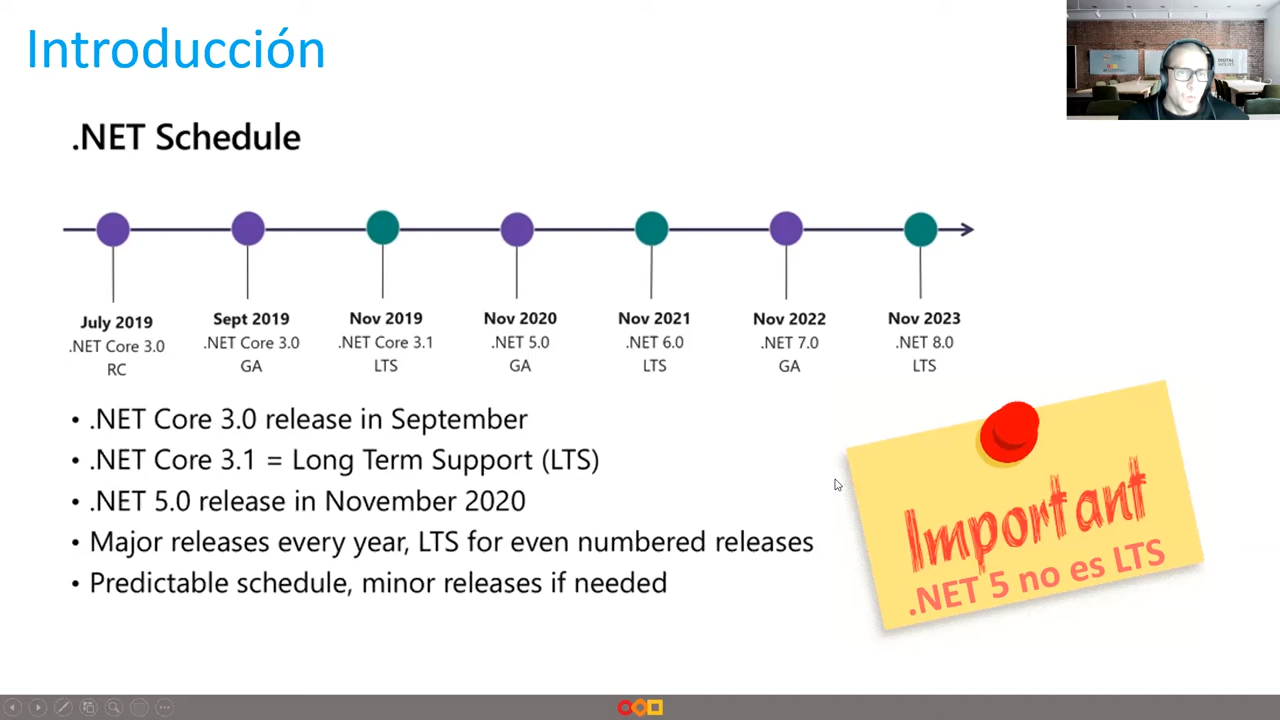 Introducción
.NET Schedule
July 2019
.NET Core 3.0
RC
Sept 2019
.NET Core 3.0
GA
Nov 2019
.NET Core 3.1
LTS
Nov 2020
.NET 5.0
GA
Nov 2021
.NET 6.0
LTS
Nov 2022
.NET 7.0
GA
Nov 2023
.NET 8.0
LTS
• .NET Core 3.0 release in September
• .NET Core 3.1 = Long Term Support (LTS)
• .NET 5.0 release in November 2020
• Major releases every year, LTS for even numbered releases
• Predictable schedule, minor releases if needed
Important
.NET 5 no es LTS
DIGITAL